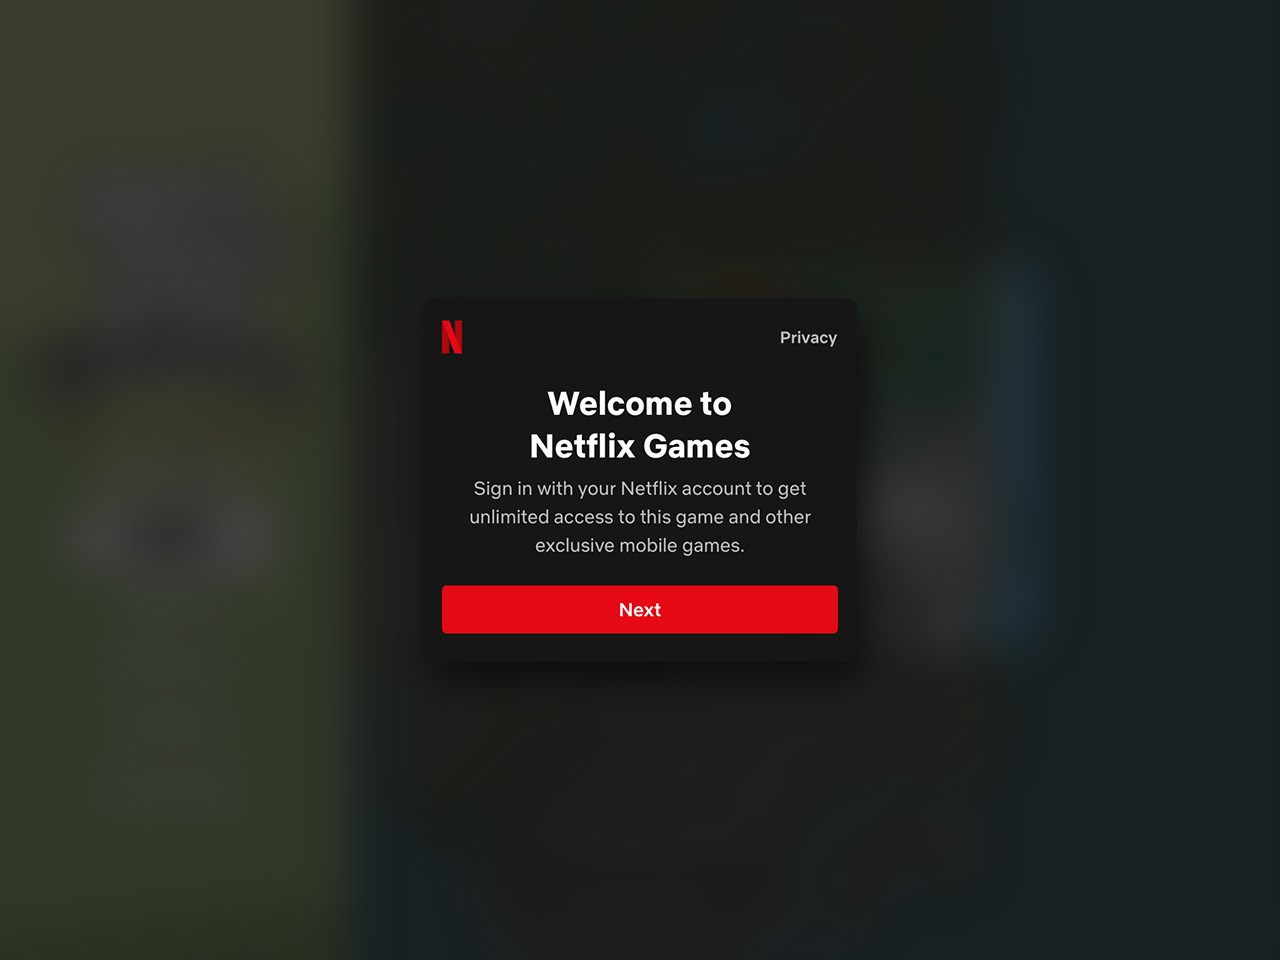 N
Privacy
Welcome to
Netflix Games
Sign in with your Netflix account to get
unlimited access to this game and other
exclusive mobile games.
Next